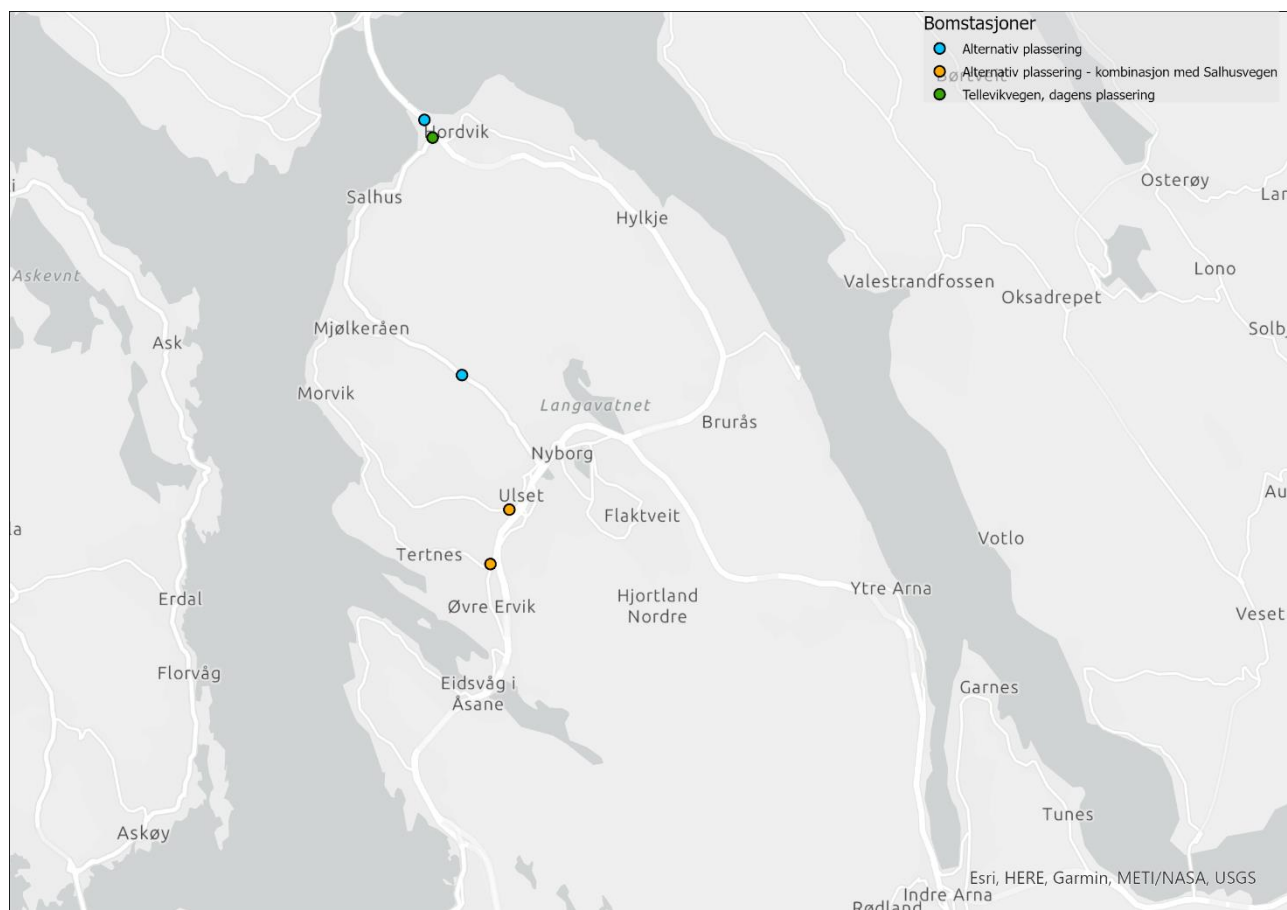 Bomstasjoner
Alternativ plassering
Alternativ plassering - kombinasjon med Salhusvegen
Tellevikvegen, dagens plassering
Hordvik
Osterøy
Salhus
Hylkje
Lono
Askevnt
Valestrandfossen
Oksadrepet
Mjølkeråen
Ask
Morvik
Langavatnet
Brurås
Nyborg
Ulset
Flaktveit
Votlo
Tertnes
Ytre Arna
Erdal
Øvre Ervik
Hjortland
Nordre
Veset
Florvåg
Eidsvåg i
Åsane
Garnes
Tunes
Askøy
Esri, HERE, Garmin, METI/NASA, USGS
Indre Arna
Rødland